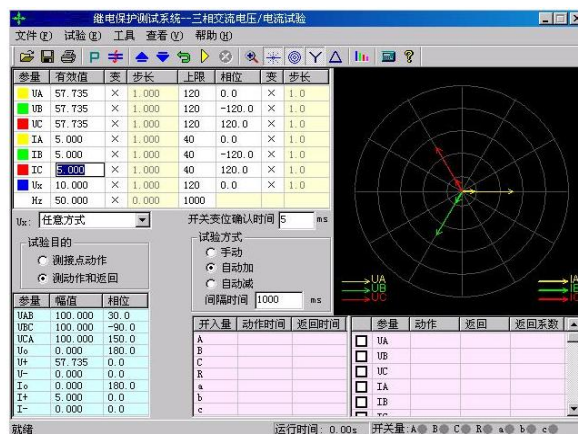 继电保护测试系统--三相交流电压/电流试验
文件(F) 试验(E) 工具 查看(V) 帮助(H)
参量 有效值 变 步长 上限 相位 变 步长
UA 57.735 × 1.000 120 0.0 × 1.0
UB 57.735 × 1.000 120 -120.0 × 1.0
UC 57.735 × 1.000 120 120.0 × 1.0
IA 5.000 × 1.000 40 0.0 × 1.0
IB 5.000 × 1.000 40 -120.0 × 1.0
IC 5.000 × 1.000 40 120.0 × 1.0
Ux 10.000 × 1.000 120 0.0 × 1.0
Hz 50.000 × 0.000 1000
Ux: 任意方式 开关变位确认时间 5 ms
试验目的
测接点动作
测动作和返回
试验方式
手动
自动加
自动减
间隔时间 1000 ms
UA
UB
UC
参量 幅值 相位
UAB 100.000 30.0
UBC 100.000 -90.0
UCA 100.000 150.0
Uo 0.000 180.0
U+ 57.735 0.0
U- 0.000 0.0
Io 0.000 180.0
I+ 5.000 0.0
I- 0.000 0.0
开入量 动作时间 返回时间
A
B
C
R
a
b
c
参量 动作 返回 返回系数
UA
UB
UC
IA
IB
就绪 运行时间: 0.00s 开关量:A B C R a b c